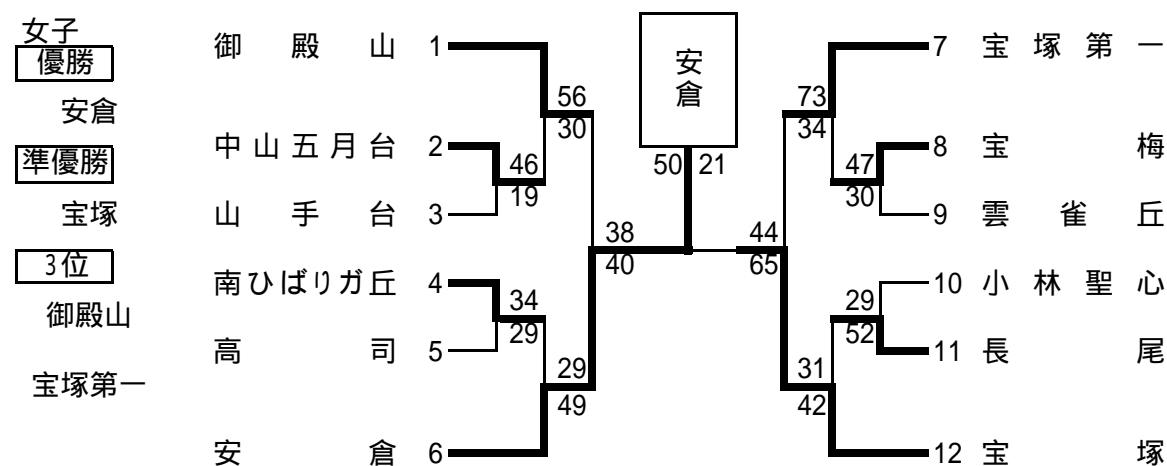 女子
優勝
安倉
準優勝
宝塚
3位
御殿山
宝塚第一
御殿山 1
中山五月台 2
山手台 3
南ひばりガ丘 4
高司 5
安倉 6
56
30
46
19
34
29
29
49
38
40
安倉
50 21
44
65
73
34
47
30
29
52
31
42
7 宝塚第一
8 宝梅
9 雲雀丘
10 小林聖心
11 長尾
12 宝塚